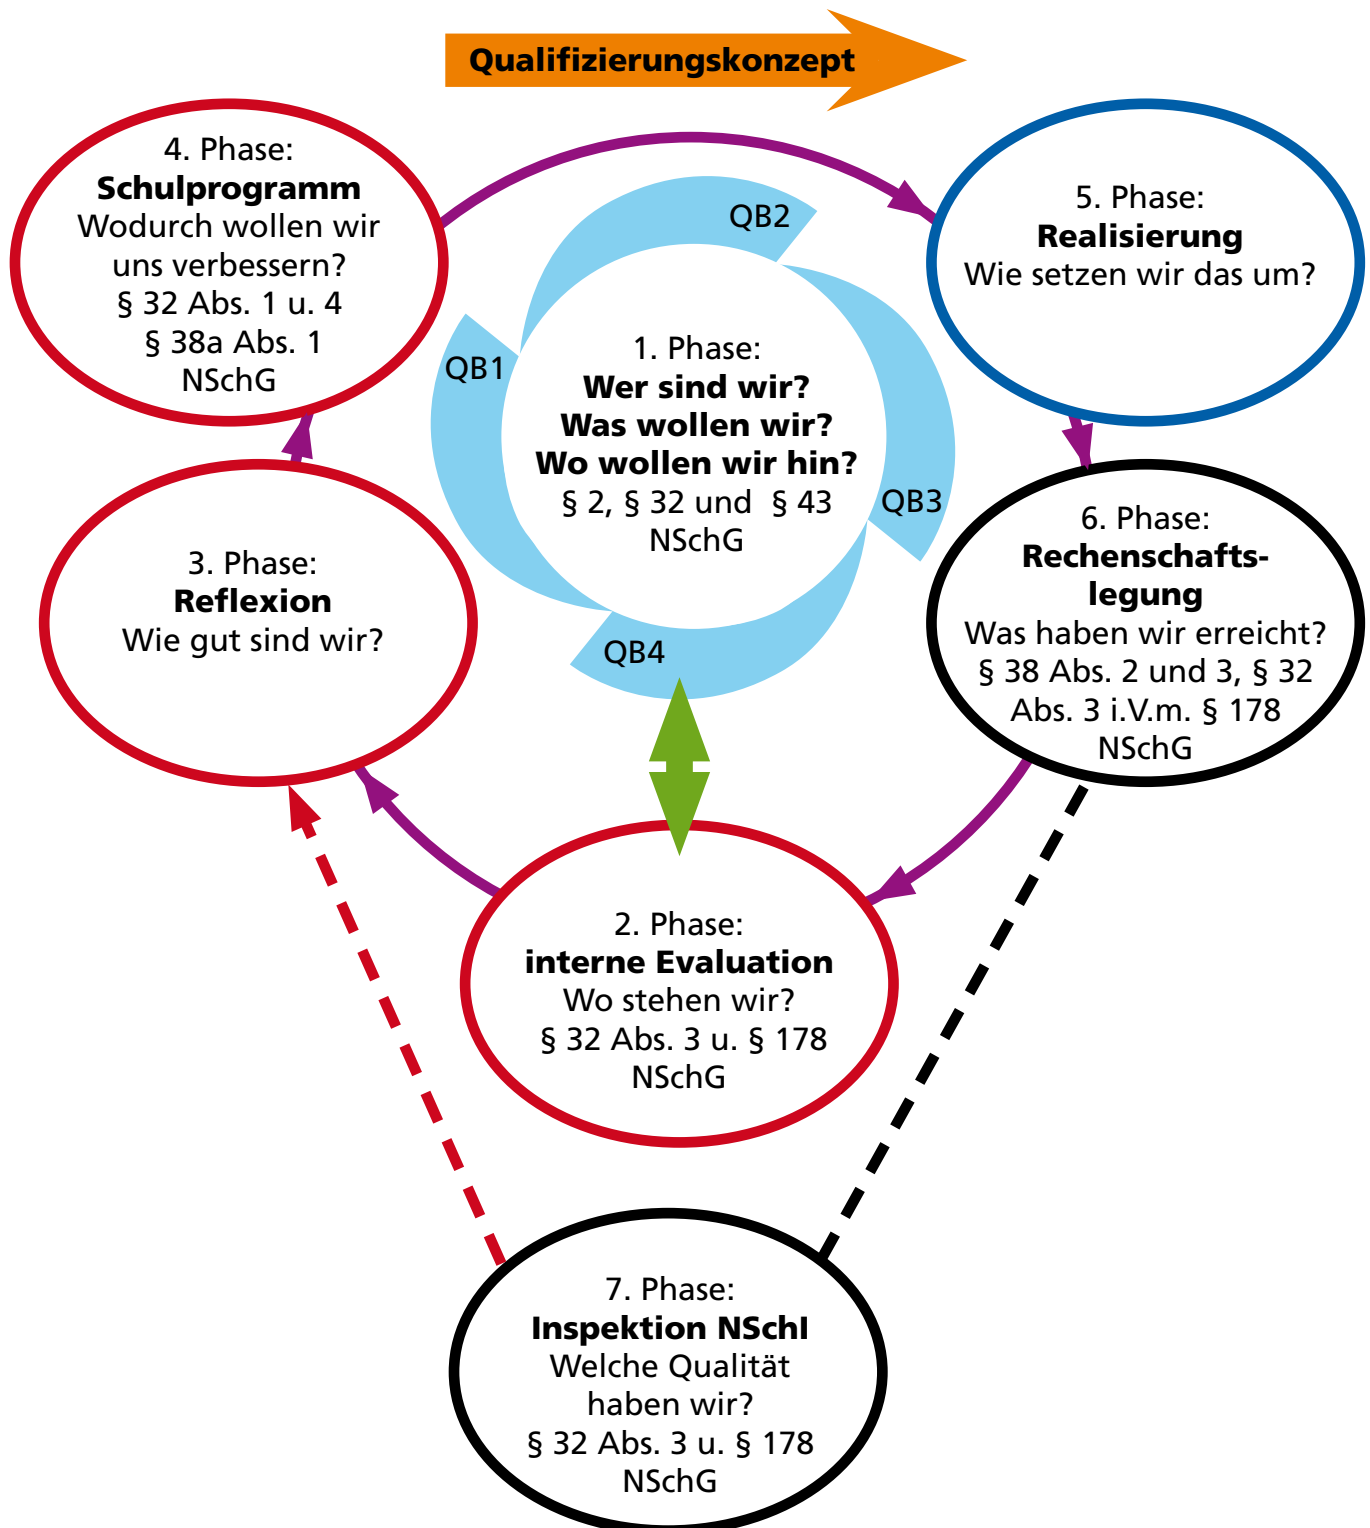 Qualifizierungskonzept
4. Phase:
Schulprogramm
Wodurch wollen wir
uns verbessern?
§ 32 Abs. 1 u. 4
§ 38a Abs. 1
NSchG
5. Phase:
Realisierung
Wie setzen wir das um?
QB2
QB1
1. Phase:
Wer sind wir?
Was wollen wir?
Wo wollen wir hin?
§ 2, § 32 und § 43
NSchG
QB3
QB4
3. Phase:
Reflexion
Wie gut sind wir?
6. Phase:
Rechenschafts-
legung
Was haben wir erreicht?
§ 38 Abs. 2 und 3, § 32
Abs. 3 i.V.m. § 178
NSchG
2. Phase:
interne Evaluation
Wo stehen wir?
§ 32 Abs. 3 u. § 178
NSchG
7. Phase:
Inspektion NSchI
Welche Qualität
haben wir?
§ 32 Abs. 3 u. § 178
NSchG